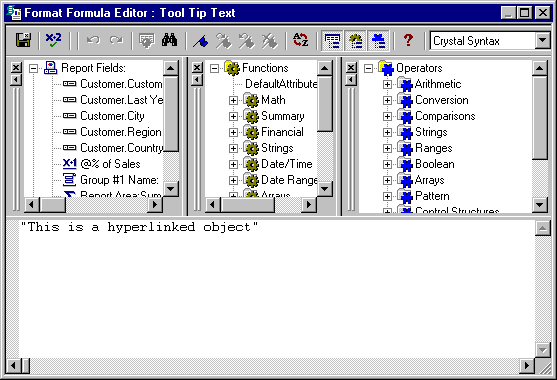 Format Formula Editor : Tool Tip Text
Crystal Syntax
Report Fields:
Customer.Custom
Customer.Last Ye
Customer.City
Customer.Region
Customer.Country
@% of Sales
Group #1 Name:
Report Area:Sum
Functions
DefaultAttribute
Math
Summary
Financial
Strings
Date/Time
Date Range
Arrays
Operators
Arithmetic
Conversion
Comparisons
Strings
Ranges
Boolean
Arrays
Pattern
Control Structures
"This is a hyperlinked object"